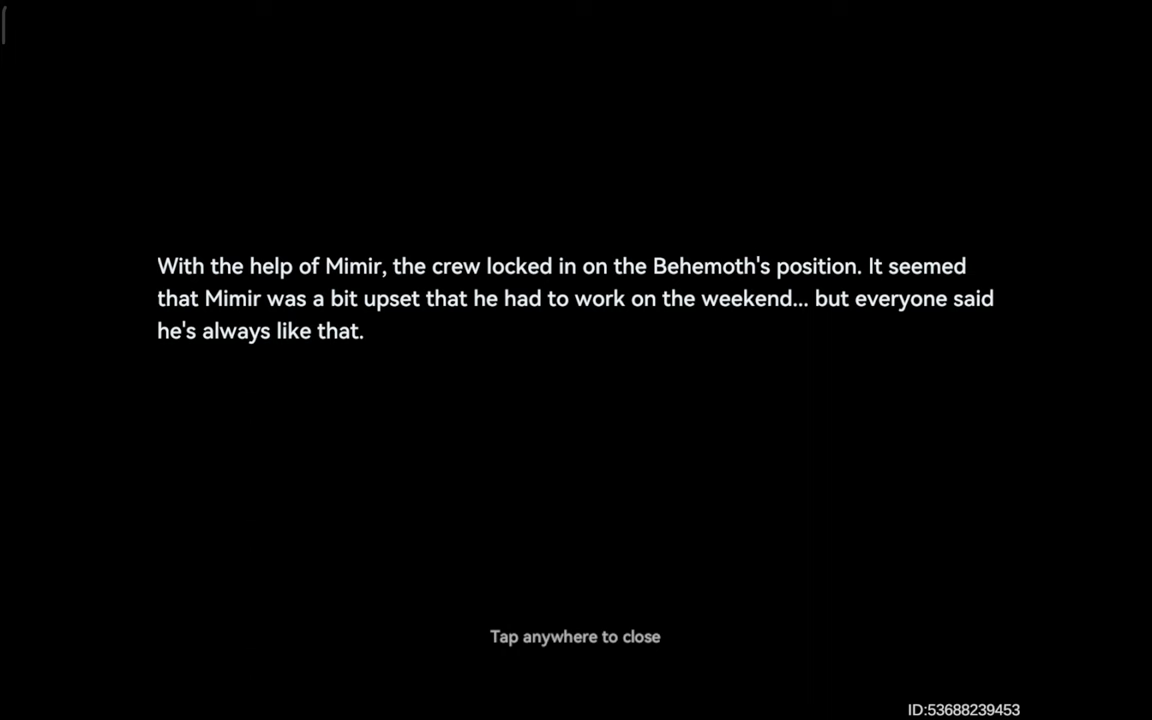 With the help of Mimir, the crew locked in on the Behemoth's position. It seemed
that Mimir was a bit upset that he had to work on the weekend... but everyone said
he's always like that.
Tap anywhere to close
ID:53688239453